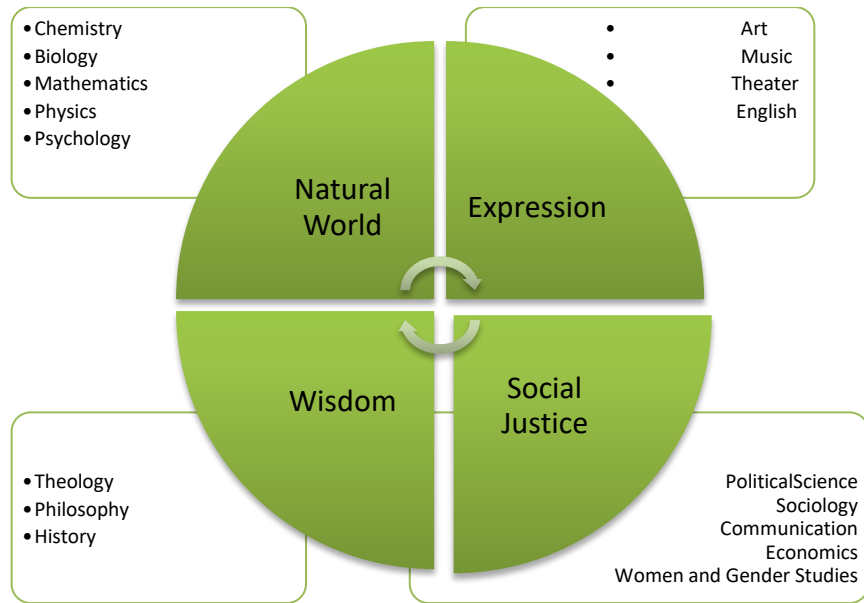 •Chemistry
•Biology
•Mathematics
•Physics
•Psychology
• Art
• Music
• Theater
English
Natural
World
Expression
Wisdom
Social
Justice
•Theology
•Philosophy
•History
PoliticalScience
Sociology
Communication
Economics
Women and Gender Studies